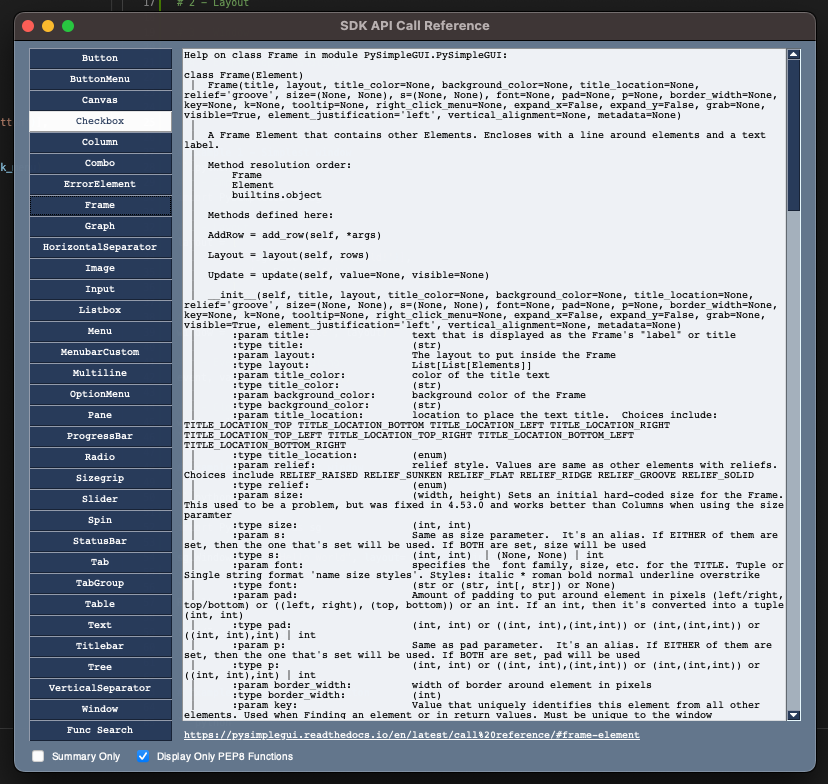 17 # 2 - Layout
SDK API Call Reference
tt
k_
Button
ButtonMenu
Canvas
Checkbox
Column
Combo
ErrorElement
Frame
Graph
HorizontalSeparator
Image
Input
Listbox
Menu
MenubarCustom
Multiline
OptionMenu
Pane
ProgressBar
Radio
Sizegrip
Slider
Spin
StatusBar
Tab
TabGroup
Table
Text
Titlebar
Tree
VerticalSeparator
Window
Func Search
Help on class Frame in module PySimpleGUI.PySimpleGUI:
class Frame(Element)
 |  Frame(title, layout, title_color=None, background_color=None, title_location=None,
relief='groove', size=(None, None), s=(None, None), font=None, pad=None, p=None, border_width=None,
key=None, k=None, tooltip=None, right_click_menu=None, expand_x=False, expand_y=False, grab=None,
visible=True, element_justification='left', vertical_alignment=None, metadata=None)
 |
 |  A Frame Element that contains other Elements. Encloses with a line around elements and a text
label.
 |
 |  Method resolution order:
 |      Frame
 |      Element
 |      builtins.object
 |
 |  Methods defined here:
 |
 |  AddRow = add_row(self, *args)
 |
 |  Layout = layout(self, rows)
 |
 |  Update = update(self, value=None, visible=None)
 |
 |  __init__(self, title, layout, title_color=None, background_color=None, title_location=None,
relief='groove', size=(None, None), s=(None, None), font=None, pad=None, p=None, border_width=None,
key=None, k=None, tooltip=None, right_click_menu=None, expand_x=False, expand_y=False, grab=None,
visible=True, element_justification='left', vertical_alignment=None, metadata=None)
 |      :param title:                 text that is displayed as the Frame's "label" or title
 |      :type title:                  (str)
 |      :param layout:                The layout to put inside the Frame
 |      :type layout:                 List[List[Elements]]
 |      :param title_color:           color of the title text
 |      :type title_color:            (str)
 |      :param background_color:      background color of the Frame
 |      :type background_color:       (str)
 |      :param title_location:        location to place the text title.  Choices include:
TITLE_LOCATION_TOP TITLE_LOCATION_BOTTOM TITLE_LOCATION_LEFT TITLE_LOCATION_RIGHT
TITLE_LOCATION_TOP_LEFT TITLE_LOCATION_TOP_RIGHT TITLE_LOCATION_BOTTOM_LEFT
TITLE_LOCATION_BOTTOM_RIGHT
 |      :type title_location:         (enum)
 |      :param relief:                relief style. Values are same as other elements with reliefs.
Choices include RELIEF_RAISED RELIEF_SUNKEN RELIEF_FLAT RELIEF_RIDGE RELIEF_GROOVE RELIEF_SOLID
 |      :type relief:                 (enum)
 |      :param size:                  (width, height) Sets an initial hard-coded size for the Frame.
This used to be a problem, but was fixed in 4.53.0 and works better than Columns when using the size
paramter
 |      :type size:                   (int, int)
 |      :param s:                     Same as size parameter.  It's an alias. If EITHER of them are
set, then the one that's set will be used. If BOTH are set, size will be used
 |      :type s:                      (int, int)  | (None, None) | int
 |      :param font:                  specifies the  font family, size, etc. for the TITLE. Tuple or
Single string format 'name size styles'. Styles: italic * roman bold normal underline overstrike
 |      :type font:                   (str or (str, int[, str]) or None)
 |      :param pad:                   Amount of padding to put around element in pixels (left/right,
top/bottom) or ((left, right), (top, bottom)) or an int. If an int, then it's converted into a tuple
(int, int)
 |      :type pad:                    (int, int) or ((int, int),(int,int)) or (int,(int,int)) or
((int, int),int) | int
 |      :param p:                     Same as pad parameter.  It's an alias. If EITHER of them are
set, then the one that's set will be used. If BOTH are set, pad will be used
 |      :type p:                      (int, int) or ((int, int),(int,int)) or (int,(int,int)) or
((int, int),int) | int
 |      :param border_width:          width of border around element in pixels
 |      :type border_width:           (int)
 |      :param key:                   Value that uniquely identifies this element from all other
elements. Used when Finding an element or in return values. Must be unique to the window
https://pysimplegui.readthedocs.io/en/latest/call%20reference/#frame-element
Summary Only
Display Only PEP8 Functions